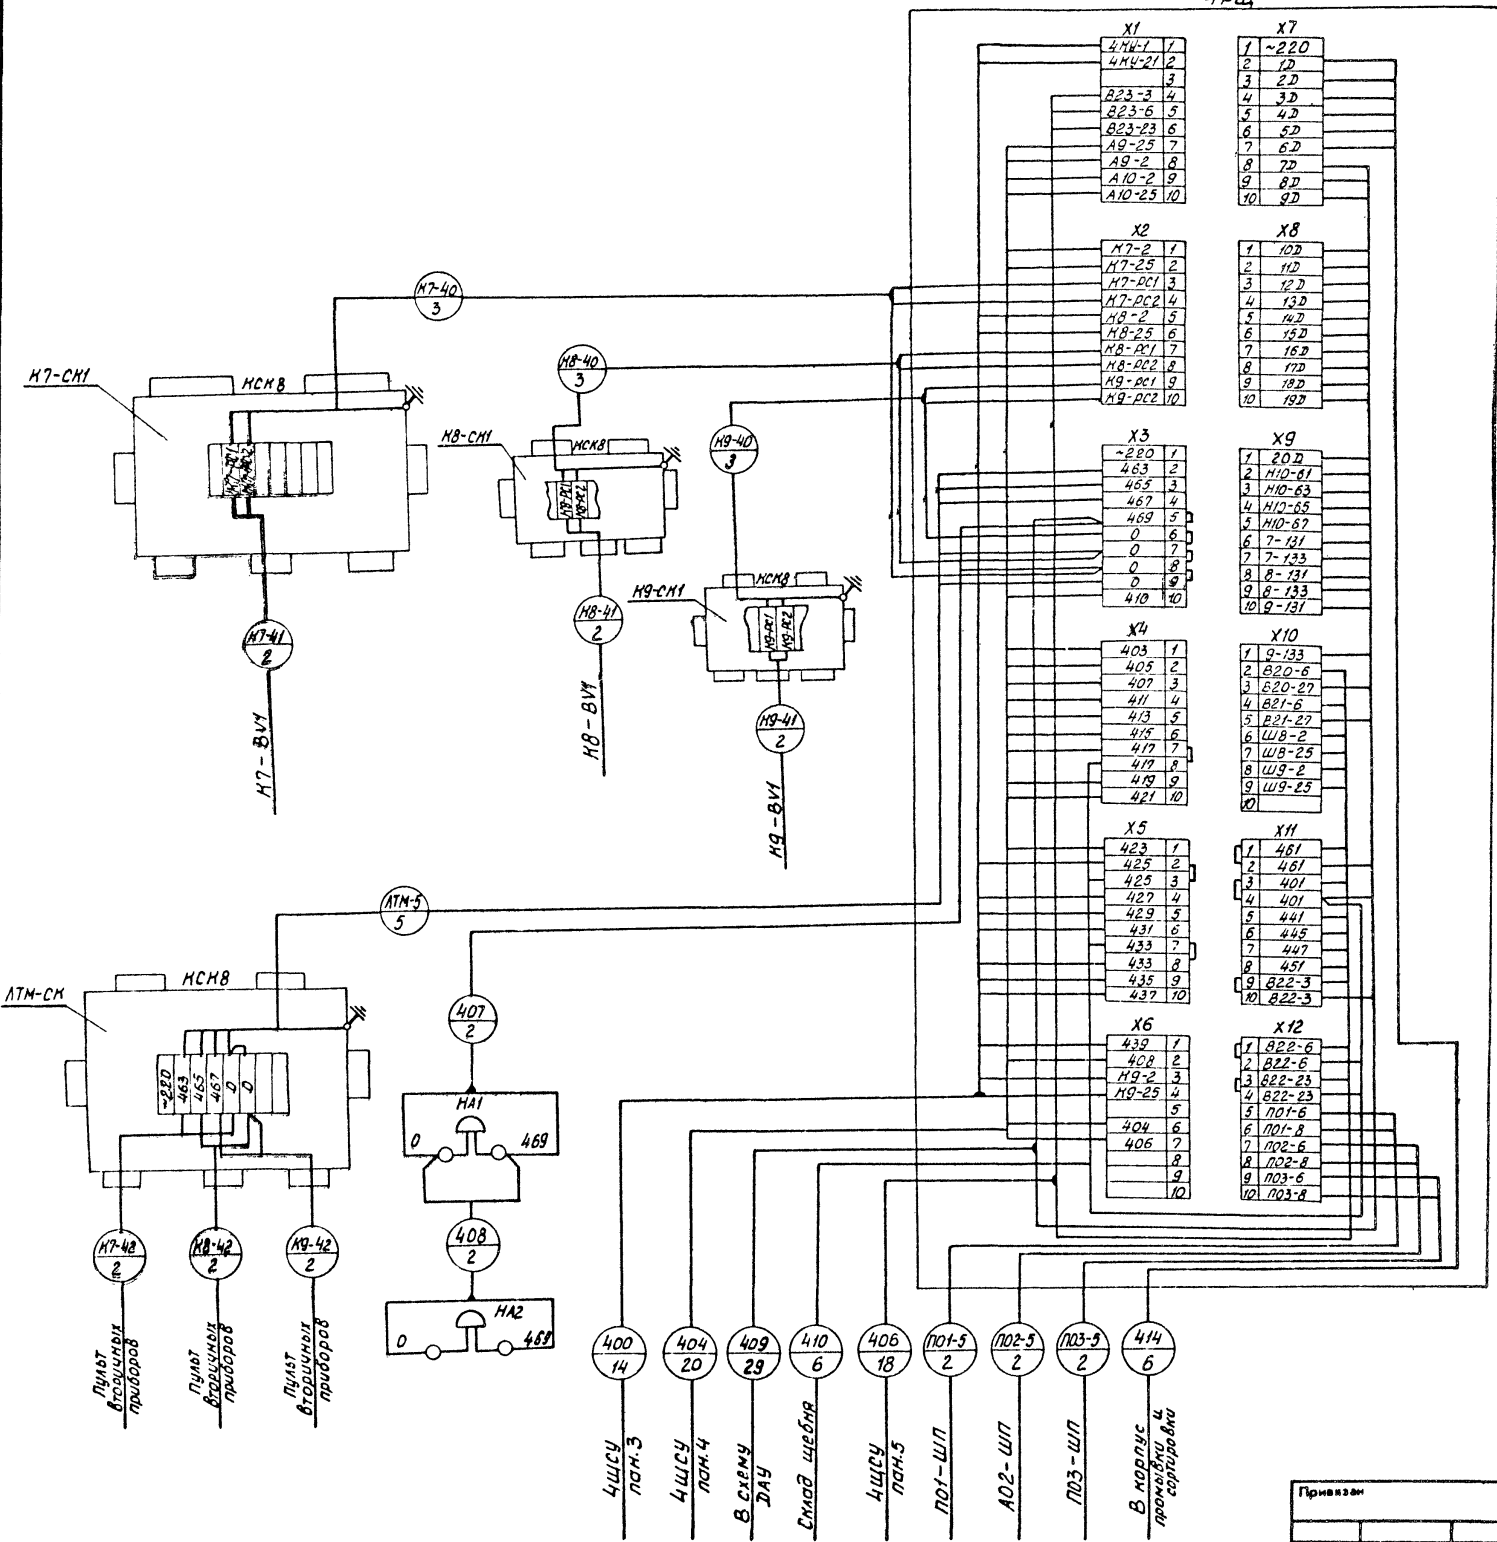 X1
4КУ-1 1
4КУ-21 2
3
В23-3 4
В23-6 5
В23-23 6
А9-25 7
А9-2 8
А10-2 9
А10-25 10
X7
1 ~220
2 1D
3 2D
4 3D
5 4D
6 5D
7 6D
8 7D
9 8D
10 9D
X2
К7-2 1
К7-25 2
К7-РС1 3
К7-РС2 4
К8-2 5
К8-25 6
К8-РС1 7
К8-РС2 8
К9-РС1 9
К9-РС2 10
X8
1 10D
2 11D
3 12D
4 13D
5 14D
6 15D
7 16D
8 17D
9 18D
10 19D
X3
~220 1
463 2
465 3
467 4
469 5
0 6
0 7
0 8
0 9
410 10
X9
1 20D
2 К10-61
3 К10-63
4 К10-65
5 К10-67
6 7-131
7 7-133
8 8-131
9 8-133
10 9-131
X4
403 1
405 2
407 3
411 4
413 5
415 6
417 7
417 8
419 9
421 10
X10
1 9-133
2 В20-6
3 В20-27
4 В21-6
5 В21-27
6 Ш8-2
7 Ш8-25
8 Ш9-2
9 Ш9-25
10
X5
423 1
425 2
425 3
427 4
429 5
431 6
433 7
433 8
435 9
437 10
X11
1 461
2 461
3 401
4 401
5 441
6 445
7 447
8 451
9 В22-3
10 В22-3
X6
439 1
408 2
К9-2 3
К9-25 4
5
404 6
406 7
8
9
10
X12
1 В22-6
2 В22-6
3 В22-23
4 В22-23
5 П01-6
6 П01-8
7 П02-6
8 П02-8
9 П03-6
10 П03-8
К7-40
3
К7-СК1
КСК8
К7-РС1
К7-РС2
К7-41
2
К7-ВV1
К8-40
3
К8-СК1
КСК8
К8-РС1
К8-РС2
К8-41
2
К8-ВV1
К9-40
3
К9-СК1
КСК8
К9-РС1
К9-РС2
К9-41
2
К9-ВV1
ЛТМ-5
5
ЛТМ-СК
КСК8
~220
463
465
467
0
0
К7-42
2
К8-42
2
К9-42
2
Пульт
вторичных
приборов
Пульт
вторичных
приборов
Пульт
вторичных
приборов
407
2
НА1
0
469
408
2
НА2
0
469
400
14
404
20
409
29
410
6
406
18
П01-5
2
П02-5
2
П03-5
2
414
6
4ЩСУ
пан.3
4ЩСУ
пан.4
В схему
ДАУ
Склад щебня
4ЩСУ
пан.5
П01-ШП
А02-ШП
П03-ШП
В корпус
промывки и
сортировки
Привязан